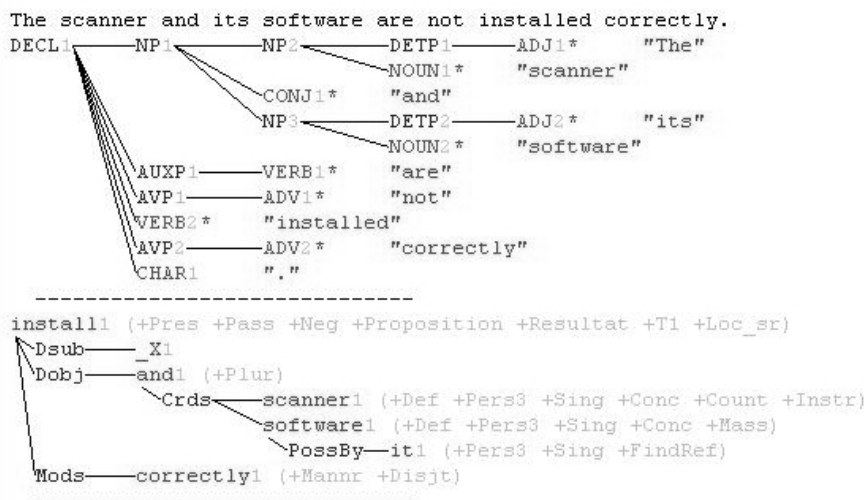 The scanner and its software are not installed correctly.
DECL1 NP1 NP2 DETP1 ADJ1* "The"
NOUN1* "scanner"
CONJ1* "and"
NP3 DETP2 ADJ2* "its"
NOUN2* "software"
AUXP1 VERB1* "are"
AVP1 ADV1* "not"
VERB2* "installed"
AVP2 ADV2* "correctly"
CHAR1 "."
------------------------------
install1 (+Pres +Pass +Neg +Proposition +Resultat +T1 +Loc_sr)
Dsub _X1
Dobj and1 (+Plur)
Crds scanner1 (+Def +Pers3 +Sing +Conc +Count +Instr)
software1 (+Def +Pers3 +Sing +Conc +Mass)
PossBy it1 (+Pers3 +Sing +FindRef)
Mods correctly1 (+Mannr +Disjt)